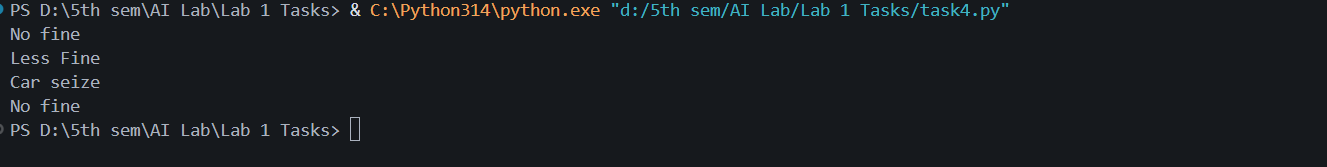 PS D:\5th sem\AI Lab\Lab 1 Tasks> & C:\Python314\python.exe "d:/5th sem/AI Lab/Lab 1 Tasks/task4.py"
No fine
Less Fine
Car seize
No fine
PS D:\5th sem\AI Lab\Lab 1 Tasks>